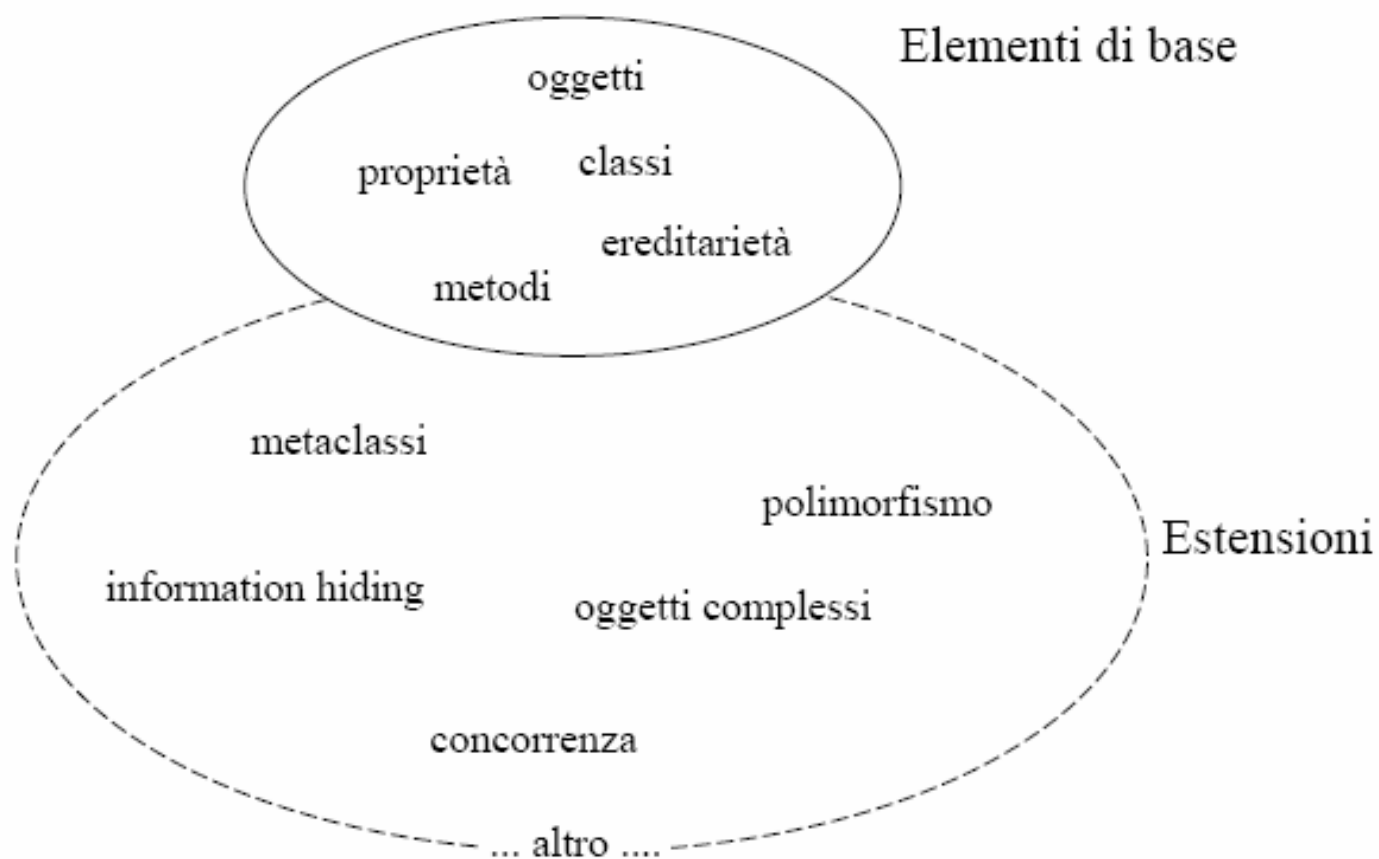 Elementi di base
oggetti
proprietà
classi
ereditarietà
metodi
metaclassi
polimorfismo
Estensioni
information hiding
oggetti complessi
concorrenza
... altro ....